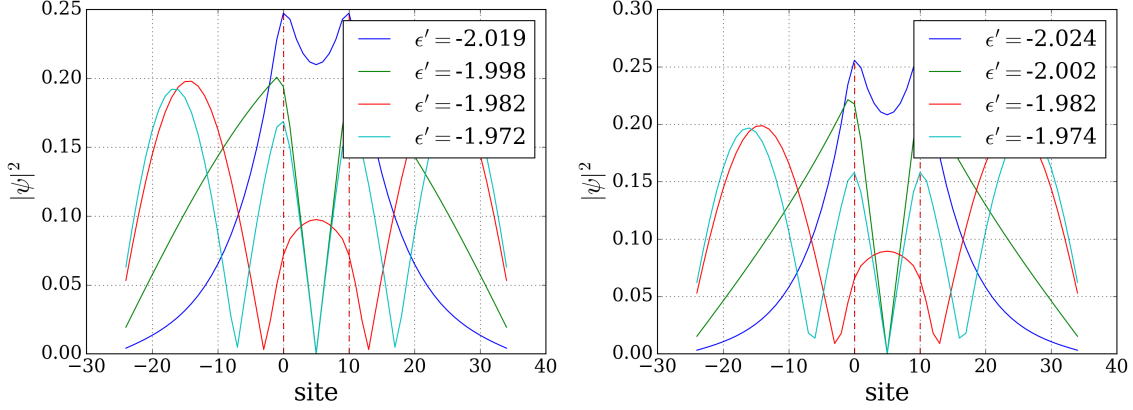 0.25
0.20
0.15
0.10
0.05
0.00
|ψ|²
−30 −20 −10 0 10 20 30 40
site
ϵ′ = -2.019
ϵ′ = -1.998
ϵ′ = -1.982
ϵ′ = -1.972
0.30
0.25
0.20
0.15
0.10
0.05
0.00
|ψ|²
−30 −20 −10 0 10 20 30 40
site
ϵ′ = -2.024
ϵ′ = -2.002
ϵ′ = -1.982
ϵ′ = -1.974